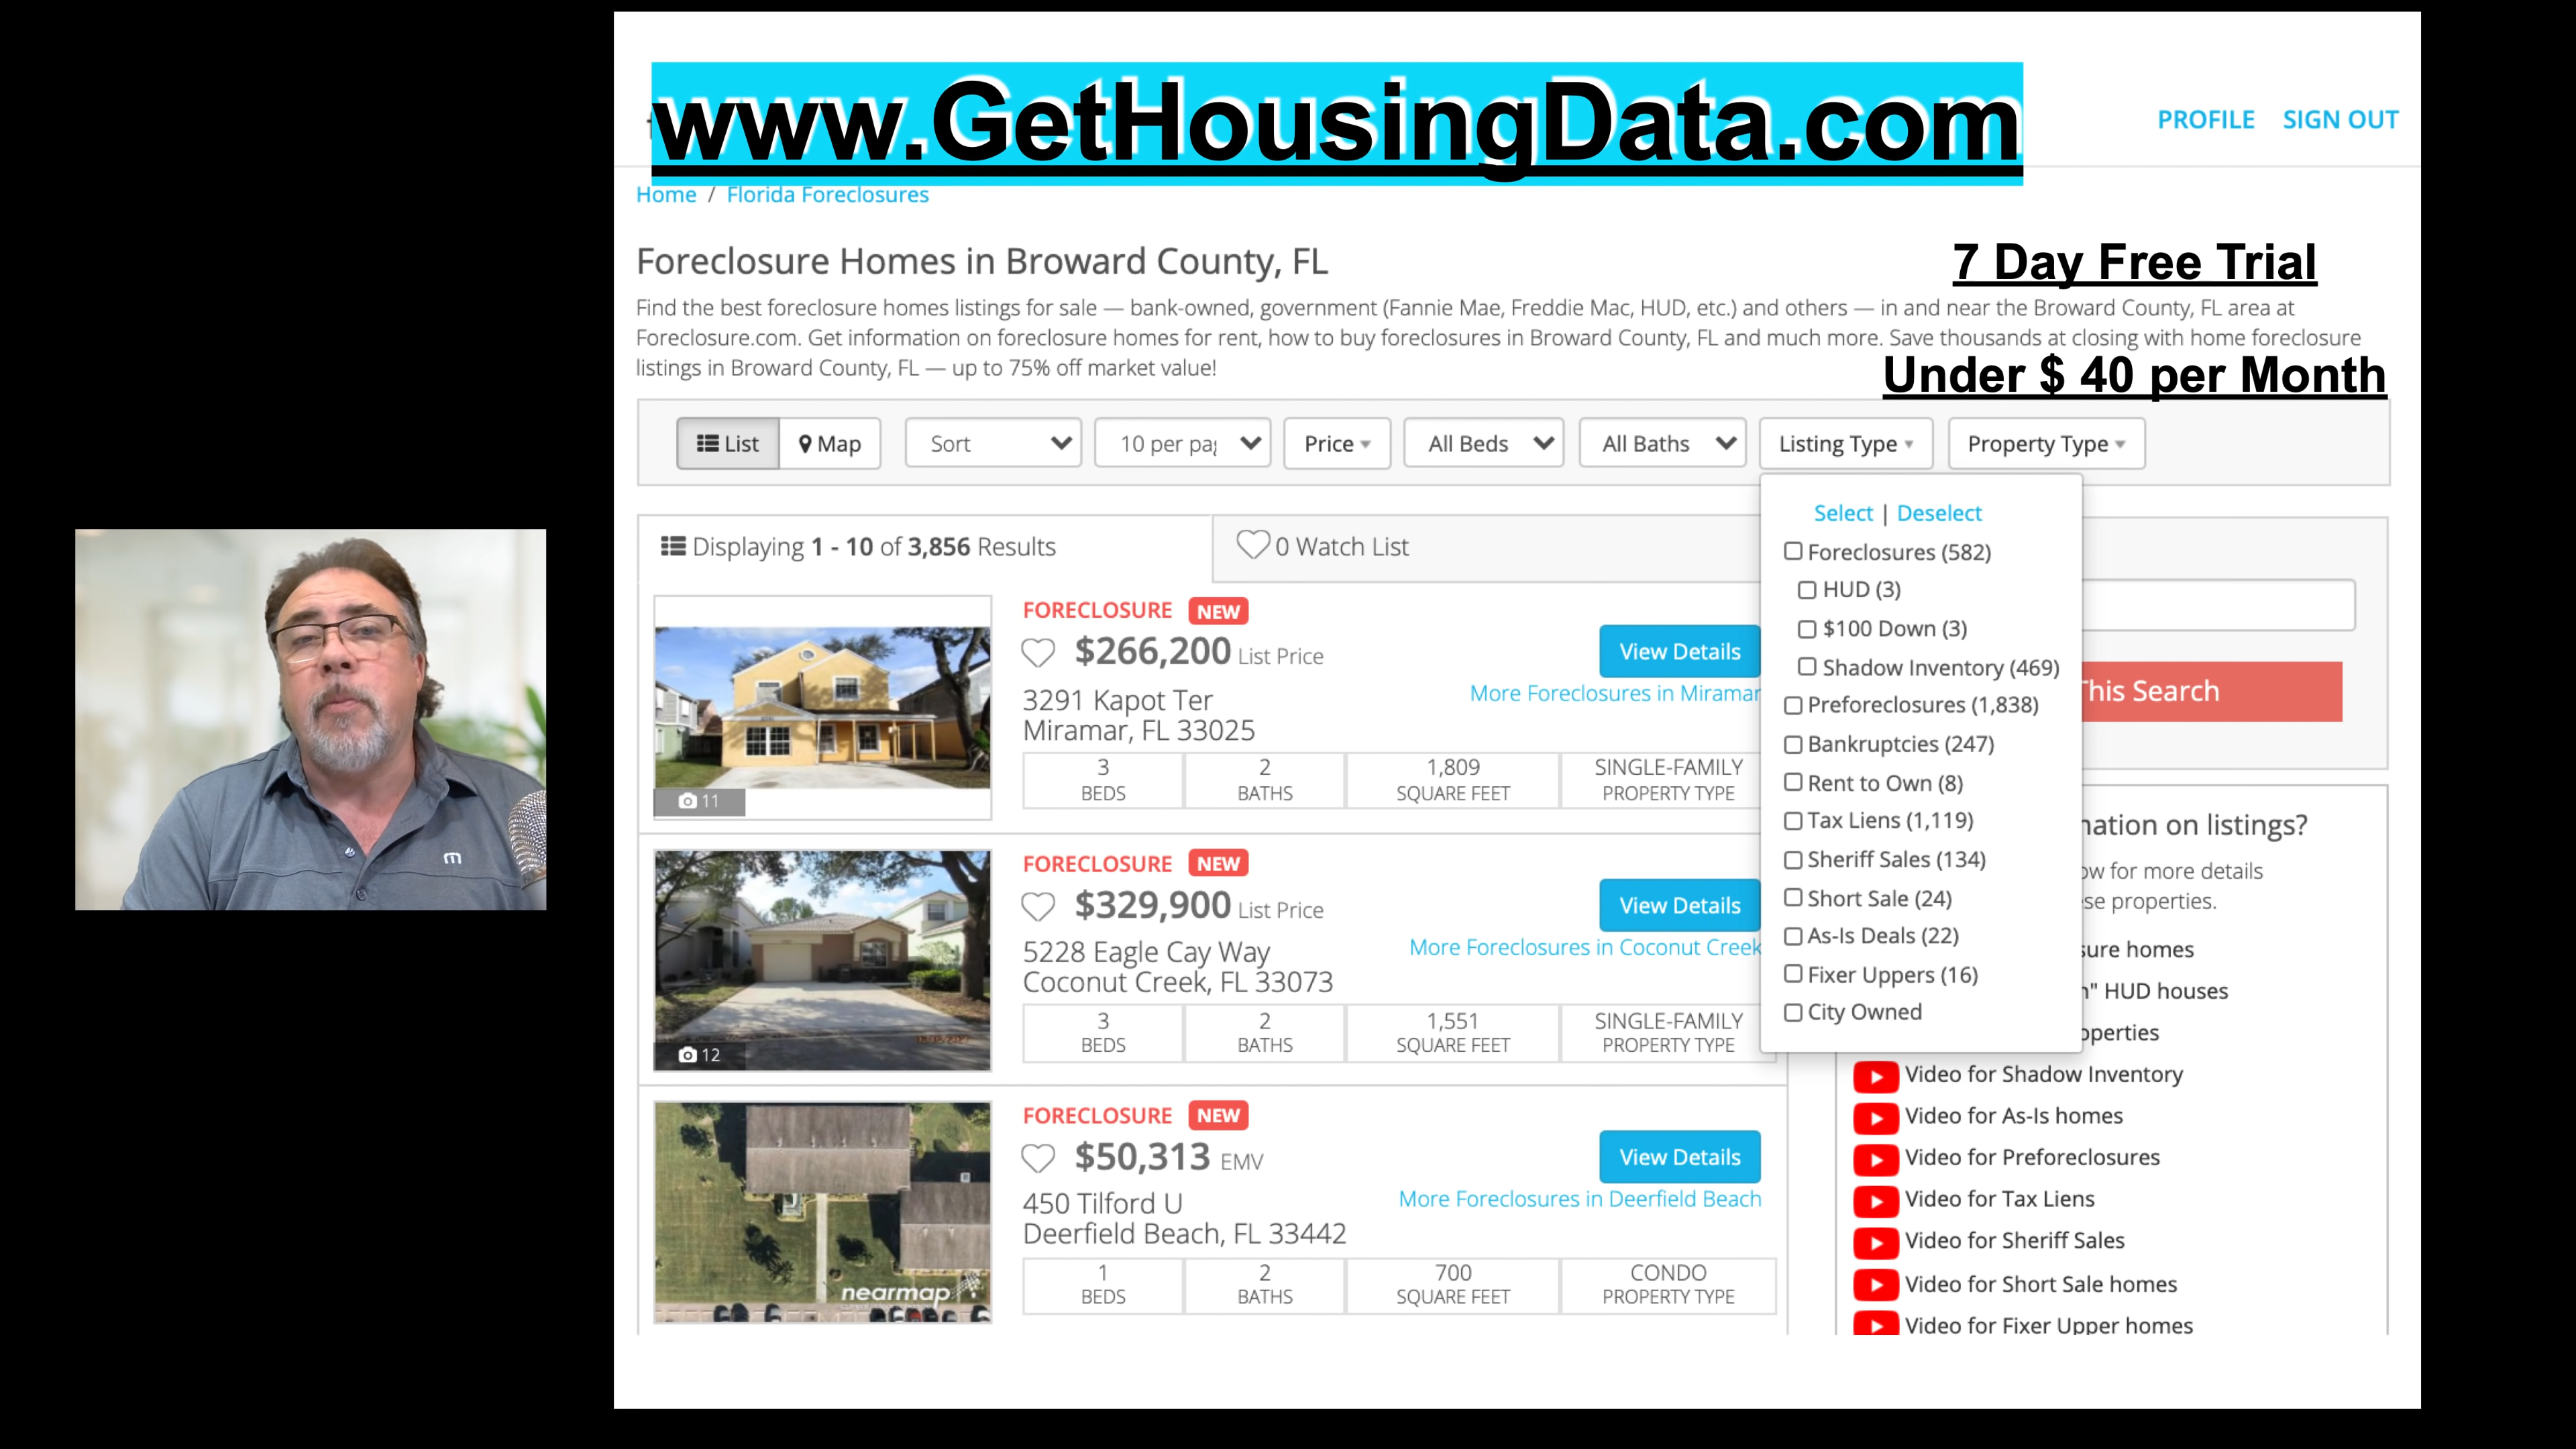 www.GetHousingData.com
PROFILE SIGN OUT
Home / Florida Foreclosures
Foreclosure Homes in Broward County, FL
7 Day Free Trial
Find the best foreclosure homes listings for sale — bank-owned, government (Fannie Mae, Freddie Mac, HUD, etc.) and others — in and near the Broward County, FL area at
Foreclosure.com. Get information on foreclosure homes for rent, how to buy foreclosures in Broward County, FL and much more. Save thousands at closing with home foreclosure
listings in Broward County, FL — up to 75% off market value!
Under $ 40 per Month
List Map Sort 10 per pag Price All Beds All Baths Listing Type Property Type
Select | Deselect
Foreclosures (582)
HUD (3)
$100 Down (3)
Shadow Inventory (469)
Preforeclosures (1,838)
Bankruptcies (247)
Rent to Own (8)
Tax Liens (1,119)
Sheriff Sales (134)
Short Sale (24)
As-Is Deals (22)
Fixer Uppers (16)
City Owned
Displaying 1 - 10 of 3,856 Results
0 Watch List
FORECLOSURE NEW
$266,200 List Price
View Details
More Foreclosures in Miramar
3291 Kapot Ter
Miramar, FL 33025
3 2 1,809 SINGLE-FAMILY
BEDS BATHS SQUARE FEET PROPERTY TYPE
11
FORECLOSURE NEW
$329,900 List Price
View Details
More Foreclosures in Coconut Creek
5228 Eagle Cay Way
Coconut Creek, FL 33073
3 2 1,551 SINGLE-FAMILY
BEDS BATHS SQUARE FEET PROPERTY TYPE
12
FORECLOSURE NEW
$50,313 EMV
View Details
More Foreclosures in Deerfield Beach
450 Tilford U
Deerfield Beach, FL 33442
1 2 700 CONDO
BEDS BATHS SQUARE FEET PROPERTY TYPE
nearmap
This Search
nation on listings?
ow for more details
se properties.
sure homes
n" HUD houses
operties
Video for Shadow Inventory
Video for As-Is homes
Video for Preforeclosures
Video for Tax Liens
Video for Sheriff Sales
Video for Short Sale homes
Video for Fixer Upper homes